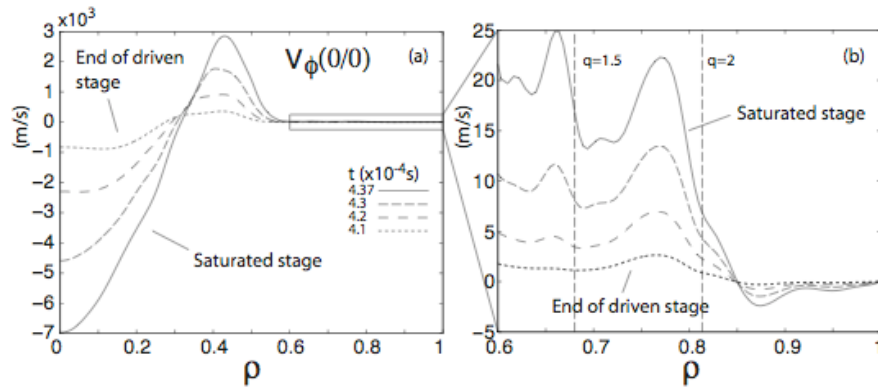 ×10³
3
2
1
0
−1
−2
−3
−4
−5
−6
−7
(m/s)
End of driven
stage
V_ϕ(0/0)
(a)
t (x10⁻⁴s)
4.37
4.3
4.2
4.1
Saturated stage
0 0.2 0.4 0.6 0.8 1
ρ
25
20
15
10
5
0
−5
(m/s)
q=1.5
q=2
(b)
Saturated stage
End of driven stage
0.6 0.7 0.8 0.9 1
ρ